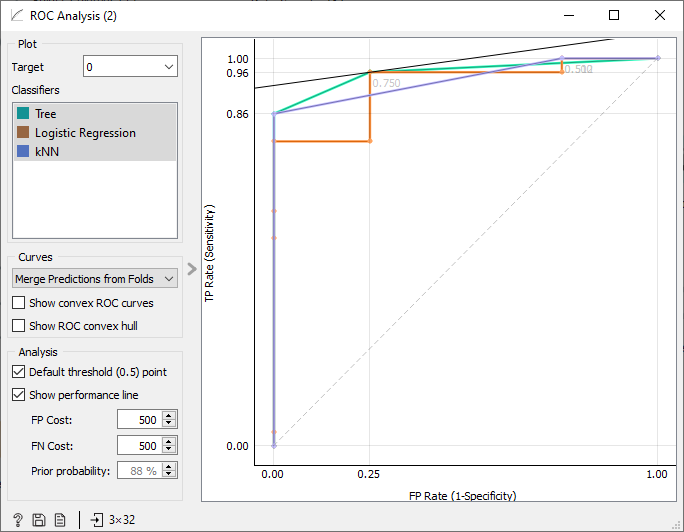 ROC Analysis (2)
Plot
Target 0
Classifiers
Tree
Logistic Regression
kNN
Curves
Merge Predictions from Folds
Show convex ROC curves
Show ROC convex hull
Analysis
Default threshold (0.5) point
Show performance line
FP Cost: 500
FN Cost: 500
Prior probability: 88 %
? 3×32
TP Rate (Sensitivity)
1.00
0.96
0.86
0.00
0.750
0.00 0.25 1.00
FP Rate (1-Specificity)